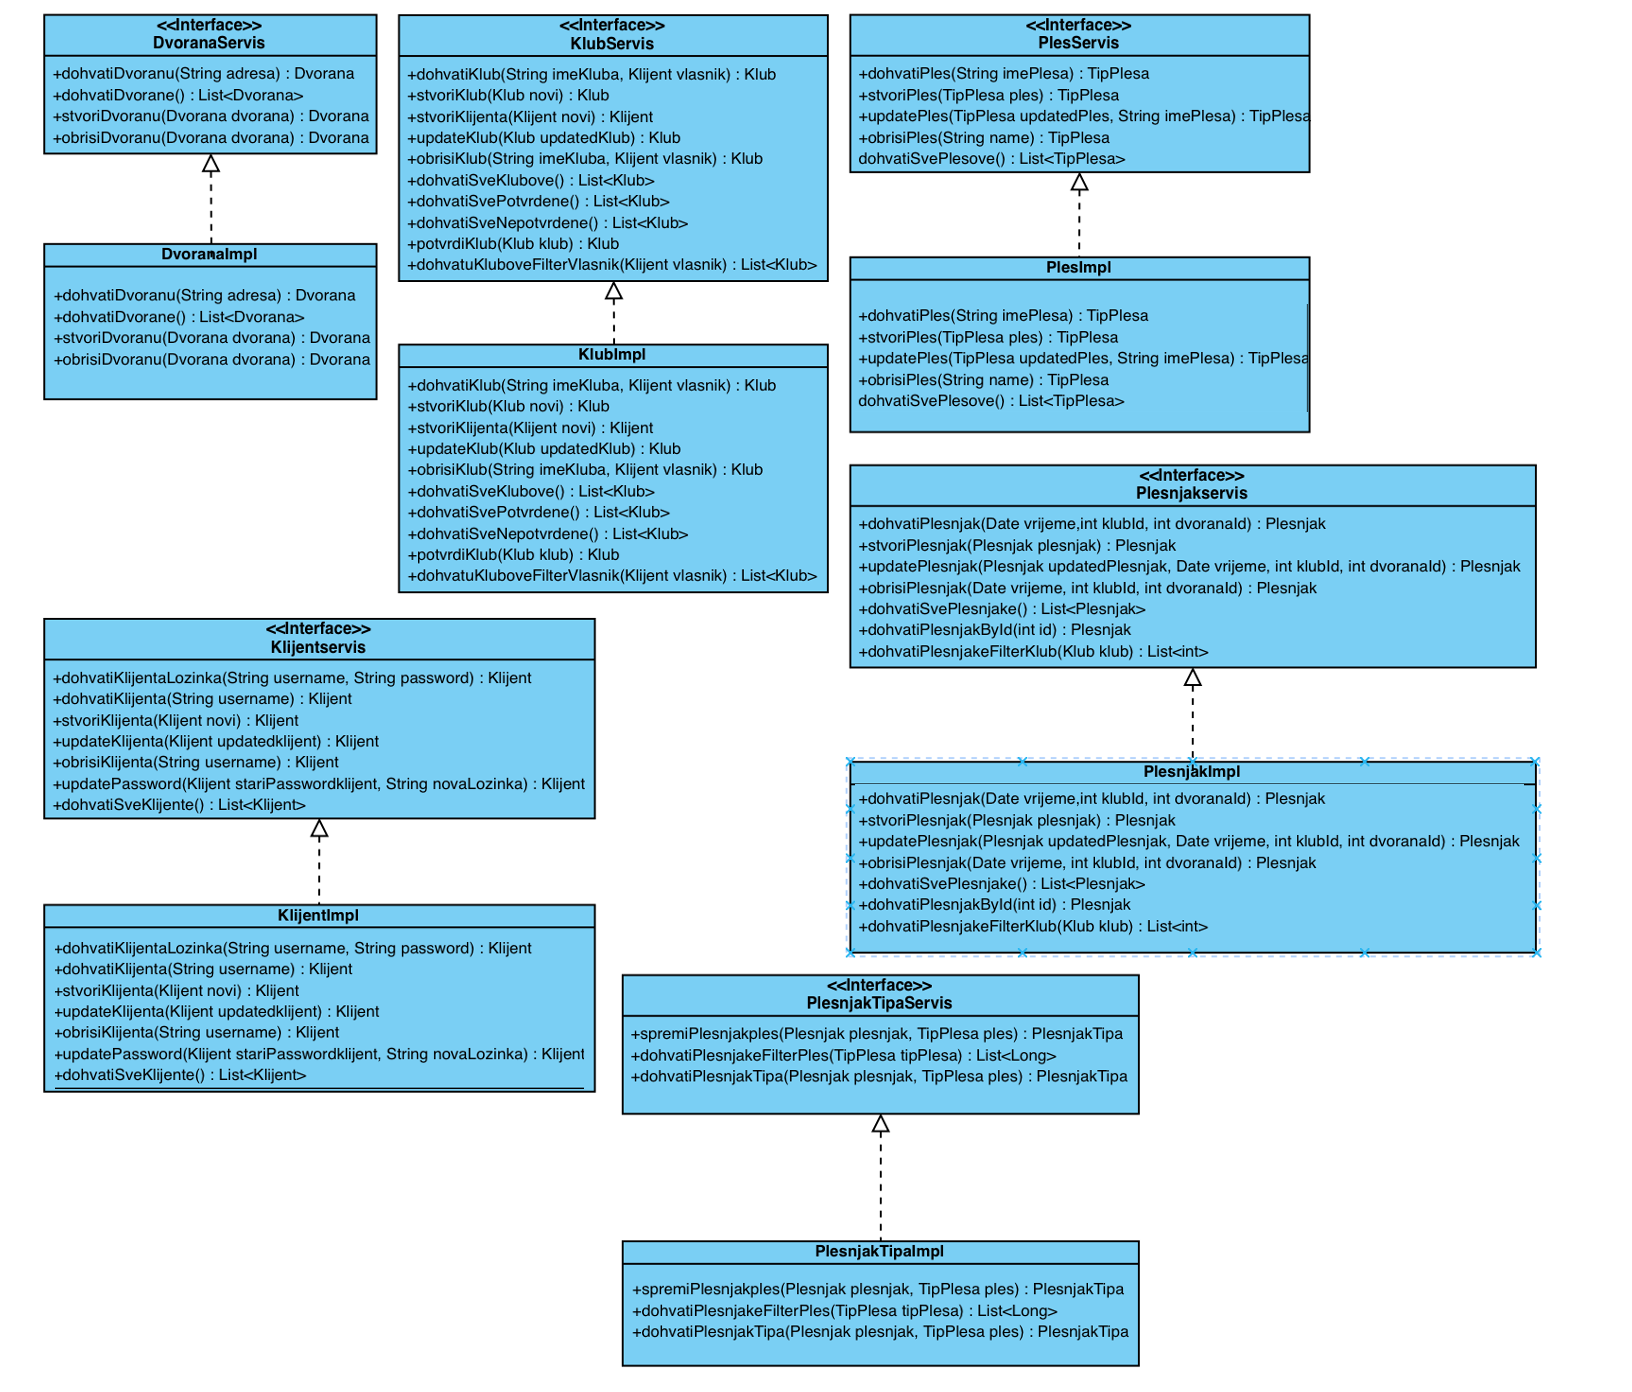 <<Interface>>
DvoranaServis
+dohvatiDvoranu(String adresa) : Dvorana
+dohvatiDvorane() : List<Dvorana>
+stvoriDvoranu(Dvorana dvorana) : Dvorana
+obrisiDvoranu(Dvorana dvorana) : Dvorana
DvoranaImpl
+dohvatiDvoranu(String adresa) : Dvorana
+dohvatiDvorane() : List<Dvorana>
+stvoriDvoranu(Dvorana dvorana) : Dvorana
+obrisiDvoranu(Dvorana dvorana) : Dvorana
<<Interface>>
KlubServis
+dohvatiKlub(String imeKluba, Klijent vlasnik) : Klub
+stvoriKlub(Klub novi) : Klub
+stvoriKlijenta(Klijent novi) : Klijent
+updateKlub(Klub updatedKlub) : Klub
+obrisiKlub(String imeKluba, Klijent vlasnik) : Klub
+dohvatiSveKlubove() : List<Klub>
+dohvatiSvePotvrdene() : List<Klub>
+dohvatiSveNepotvrdene() : List<Klub>
+potvrdiKlub(Klub klub) : Klub
+dohvatuKluboveFilterVlasnik(Klijent vlasnik) : List<Klub>
KlubImpl
+dohvatiKlub(String imeKluba, Klijent vlasnik) : Klub
+stvoriKlub(Klub novi) : Klub
+stvoriKlijenta(Klijent novi) : Klijent
+updateKlub(Klub updatedKlub) : Klub
+obrisiKlub(String imeKluba, Klijent vlasnik) : Klub
+dohvatiSveKlubove() : List<Klub>
+dohvatiSvePotvrdene() : List<Klub>
+dohvatiSveNepotvrdene() : List<Klub>
+potvrdiKlub(Klub klub) : Klub
+dohvatuKluboveFilterVlasnik(Klijent vlasnik) : List<Klub>
<<Interface>>
PlesServis
+dohvatiPles(String imePlesa) : TipPlesa
+stvoriPles(TipPlesa ples) : TipPlesa
+updatePles(TipPlesa updatedPles, String imePlesa) : TipPlesa
+obrisiPles(String name) : TipPlesa
dohvatiSvePlesove() : List<TipPlesa>
PlesImpl
+dohvatiPles(String imePlesa) : TipPlesa
+stvoriPles(TipPlesa ples) : TipPlesa
+updatePles(TipPlesa updatedPles, String imePlesa) : TipPlesa
+obrisiPles(String name) : TipPlesa
dohvatiSvePlesove() : List<TipPlesa>
<<Interface>>
Plesnjakservis
+dohvatiPlesnjak(Date vrijeme,int klubId, int dvoranaId) : Plesnjak
+stvoriPlesnjak(Plesnjak plesnjak) : Plesnjak
+updatePlesnjak(Plesnjak updatedPlesnjak, Date vrijeme, int klubId, int dvoranaId) : Plesnjak
+obrisiPlesnjak(Date vrijeme, int klubId, int dvoranaId) : Plesnjak
+dohvatiSvePlesnjake() : List<Plesnjak>
+dohvatiPlesnjakById(int id) : Plesnjak
+dohvatiPlesnjakeFilterKlub(Klub klub) : List<int>
PlesnjakImpl
+dohvatiPlesnjak(Date vrijeme,int klubId, int dvoranaId) : Plesnjak
+stvoriPlesnjak(Plesnjak plesnjak) : Plesnjak
+updatePlesnjak(Plesnjak updatedPlesnjak, Date vrijeme, int klubId, int dvoranaId) : Plesnjak
+obrisiPlesnjak(Date vrijeme, int klubId, int dvoranaId) : Plesnjak
+dohvatiSvePlesnjake() : List<Plesnjak>
+dohvatiPlesnjakById(int id) : Plesnjak
+dohvatiPlesnjakeFilterKlub(Klub klub) : List<int>
<<Interface>>
Klijentservis
+dohvatiKlijentaLozinka(String username, String password) : Klijent
+dohvatiKlijenta(String username) : Klijent
+stvoriKlijenta(Klijent novi) : Klijent
+updateKlijenta(Klijent updatedklijent) : Klijent
+obrisiKlijenta(String username) : Klijent
+updatePassword(Klijent stariPasswordklijent, String novaLozinka) : Klijent
+dohvatiSveKlijente() : List<Klijent>
KlijentImpl
+dohvatiKlijentaLozinka(String username, String password) : Klijent
+dohvatiKlijenta(String username) : Klijent
+stvoriKlijenta(Klijent novi) : Klijent
+updateKlijenta(Klijent updatedklijent) : Klijent
+obrisiKlijenta(String username) : Klijent
+updatePassword(Klijent stariPasswordklijent, String novaLozinka) : Klijent
+dohvatiSveKlijente() : List<Klijent>
<<Interface>>
PlesnjakTipaServis
+spremiPlesnjakples(Plesnjak plesnjak, TipPlesa ples) : PlesnjakTipa
+dohvatiPlesnjakeFilterPles(TipPlesa tipPlesa) : List<Long>
+dohvatiPlesnjakTipa(Plesnjak plesnjak, TipPlesa ples) : PlesnjakTipa
PlesnjakTipaImpl
+spremiPlesnjakples(Plesnjak plesnjak, TipPlesa ples) : PlesnjakTipa
+dohvatiPlesnjakeFilterPles(TipPlesa tipPlesa) : List<Long>
+dohvatiPlesnjakTipa(Plesnjak plesnjak, TipPlesa ples) : PlesnjakTipa